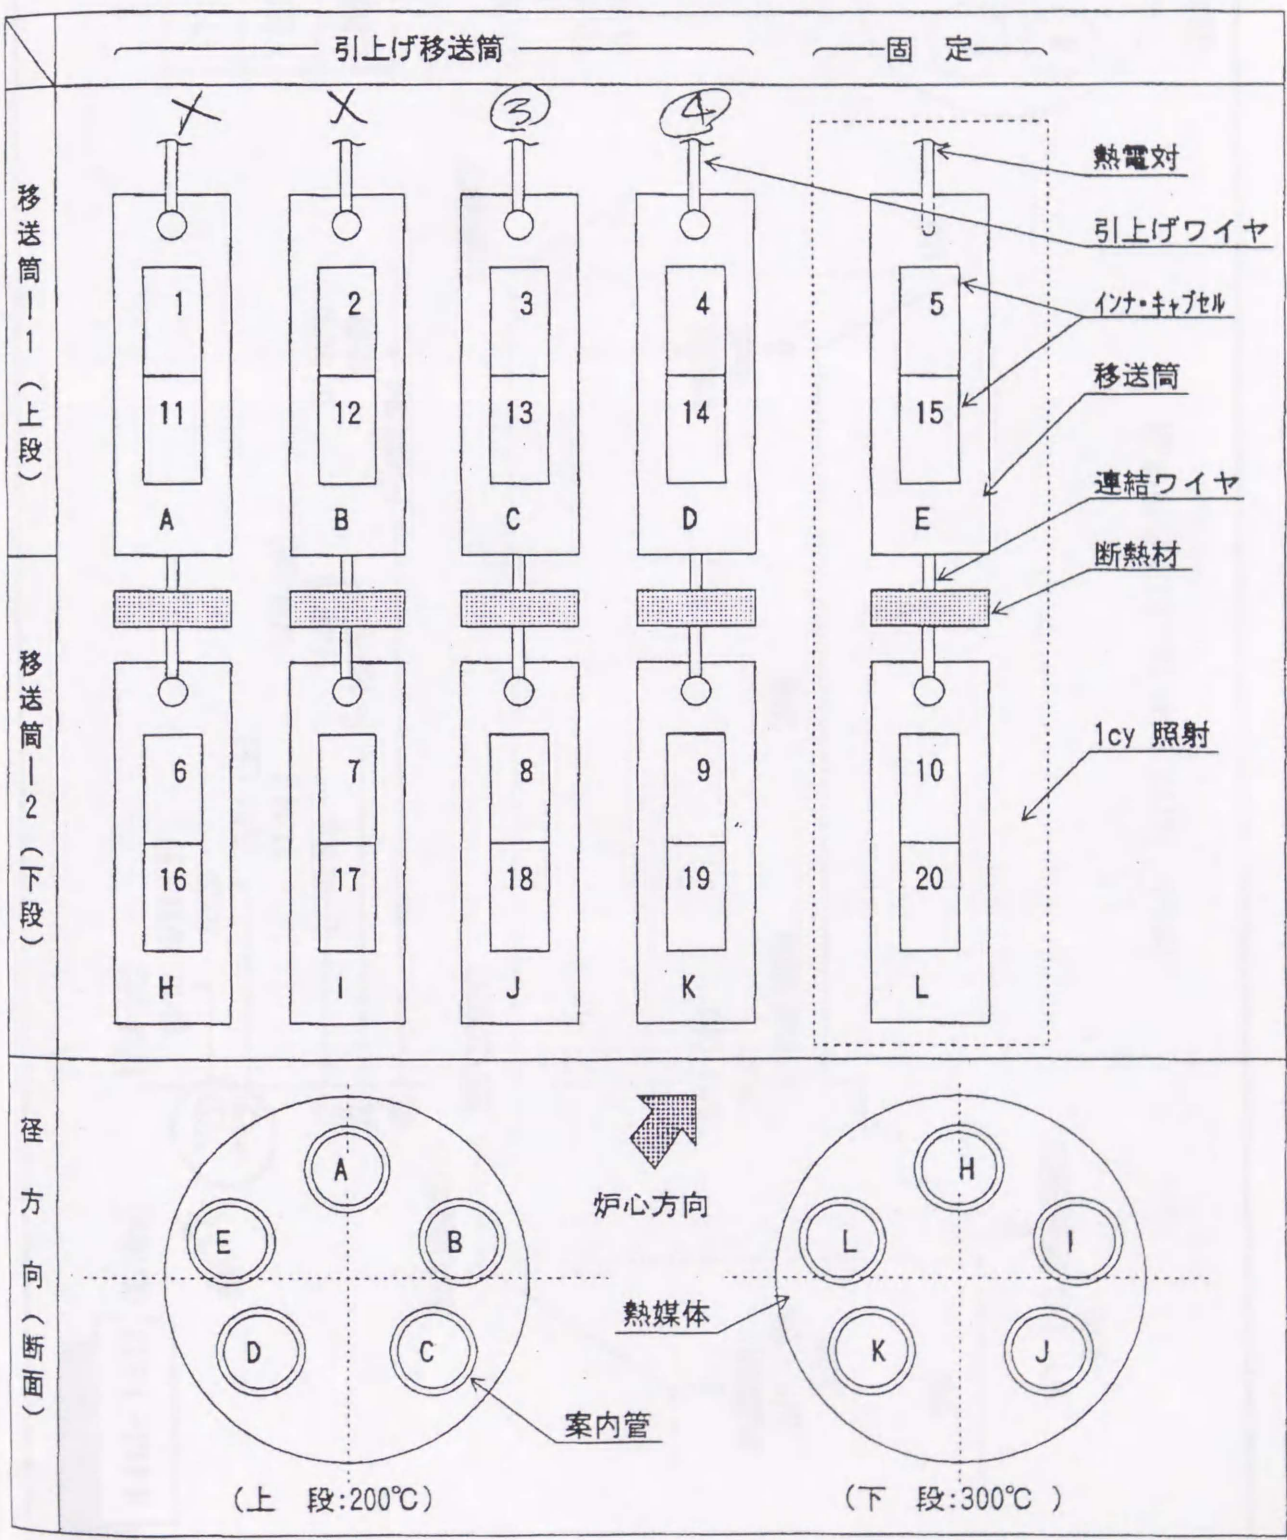 引上げ移送筒
固 定
X X ③ ④
移送筒―1(上段)
熱電対
引上げワイヤ
1 2 3 4 5
インナ・キャプセル
移送筒
11 12 13 14 15
連結ワイヤ
A B C D E
断熱材
移送筒―2(下段)
1cy 照射
6 7 8 9 10
16 17 18 19 20
H I J K L
径方向(断面)
A
E B
D C
炉心方向
H
L I
K J
熱媒体
案内管
(上 段:200℃)
(下 段:300℃ )